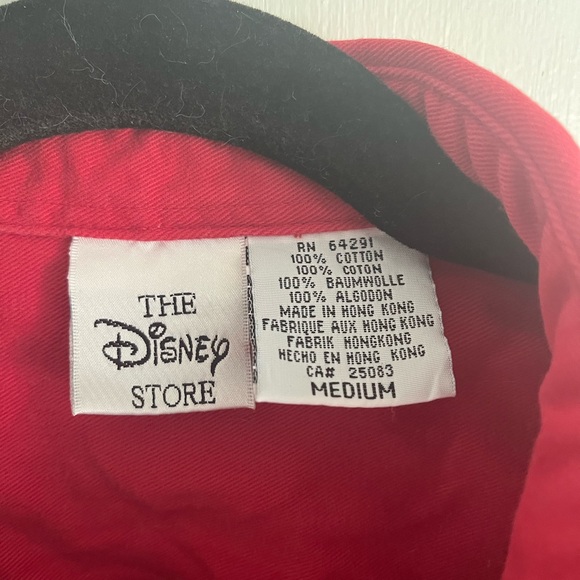 THE
Disney
STORE
RN 64291
100% COTTON
100% COTON
100% BAUMWOLLE
100% ALGODON
MADE IN HONG KONG
FABRIQUE AUX HONG KONG
FABRIK HONGKONG
HECHO EN HONG KONG
CA# 25083
MEDIUM